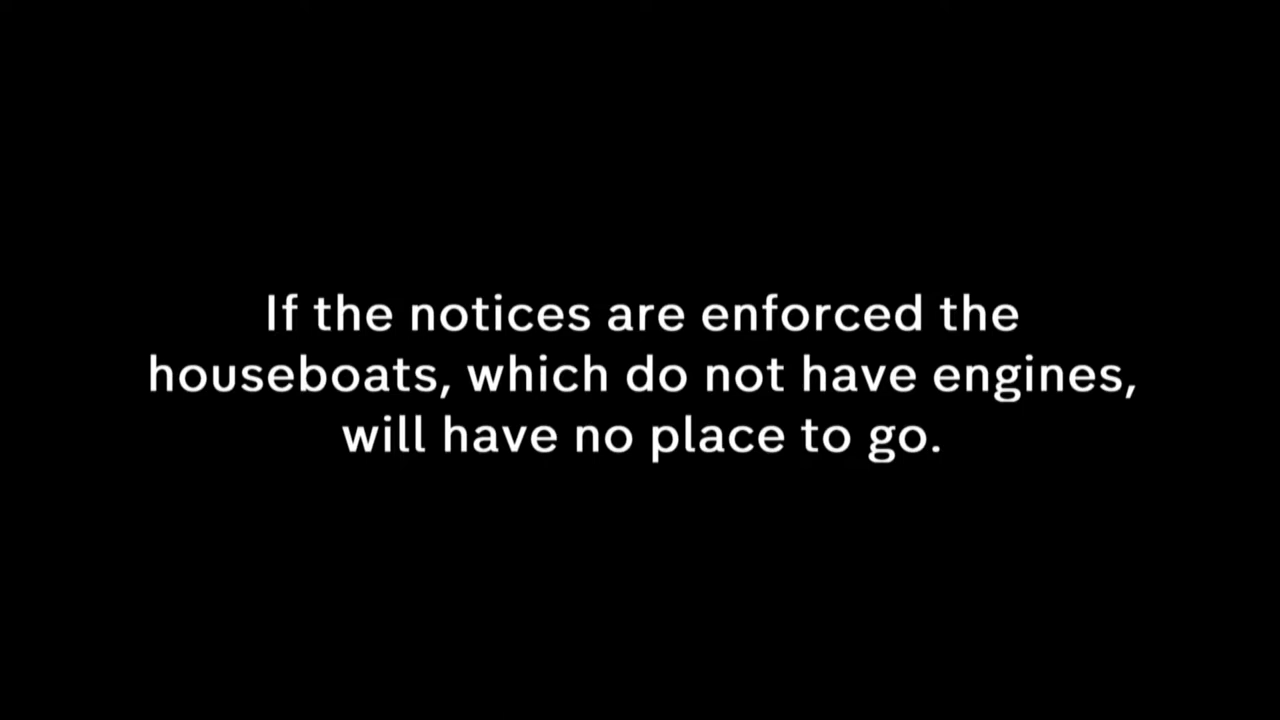 If the notices are enforced the
houseboats, which do not have engines,
will have no place to go.